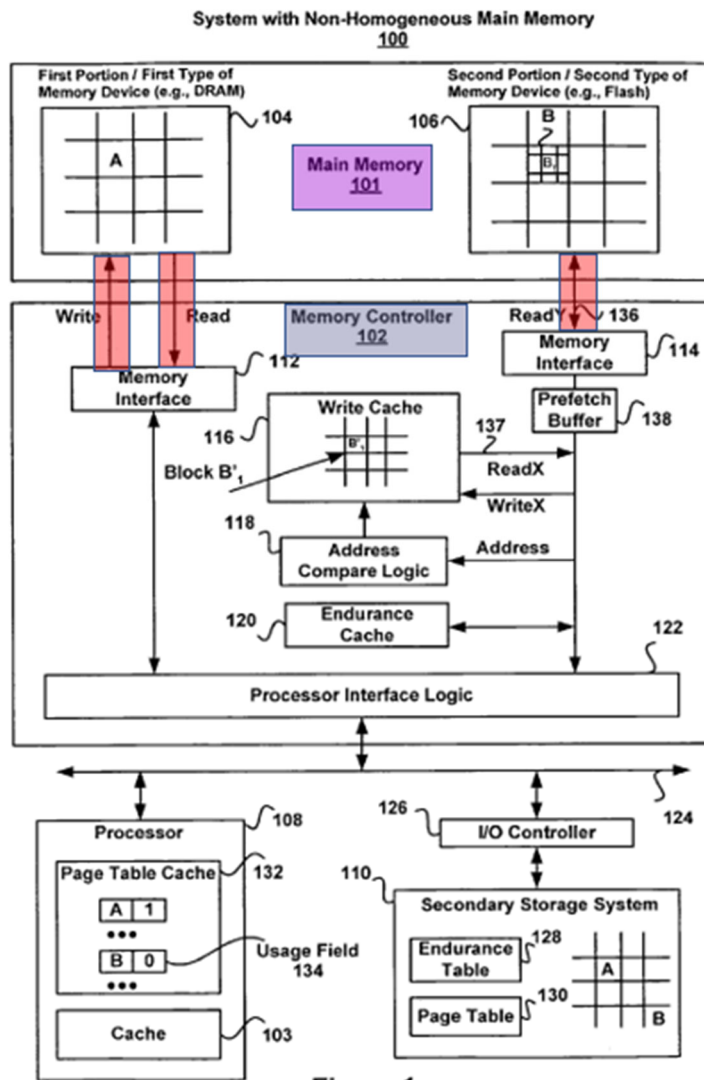 System with Non-Homogeneous Main Memory
100
First Portion / First Type of
Memory Device (e.g., DRAM)
104
A
Second Portion / Second Type of
Memory Device (e.g., Flash)
106
B
B₁
Main Memory
101
Write
Read
Memory Controller
102
ReadY
136
112
Memory
Interface
Memory
Interface
114
Prefetch
Buffer
138
116
Write Cache
B'₁
Block B'₁
137
ReadX
WriteX
118
Address
Compare Logic
Address
120
Endurance
Cache
122
Processor Interface Logic
124
108
Processor
Page Table Cache
132
A 1
•••
B 0
•••
Usage Field
134
Cache
103
126
I/O Controller
110
Secondary Storage System
Endurance
Table
128
Page Table
130
A
B